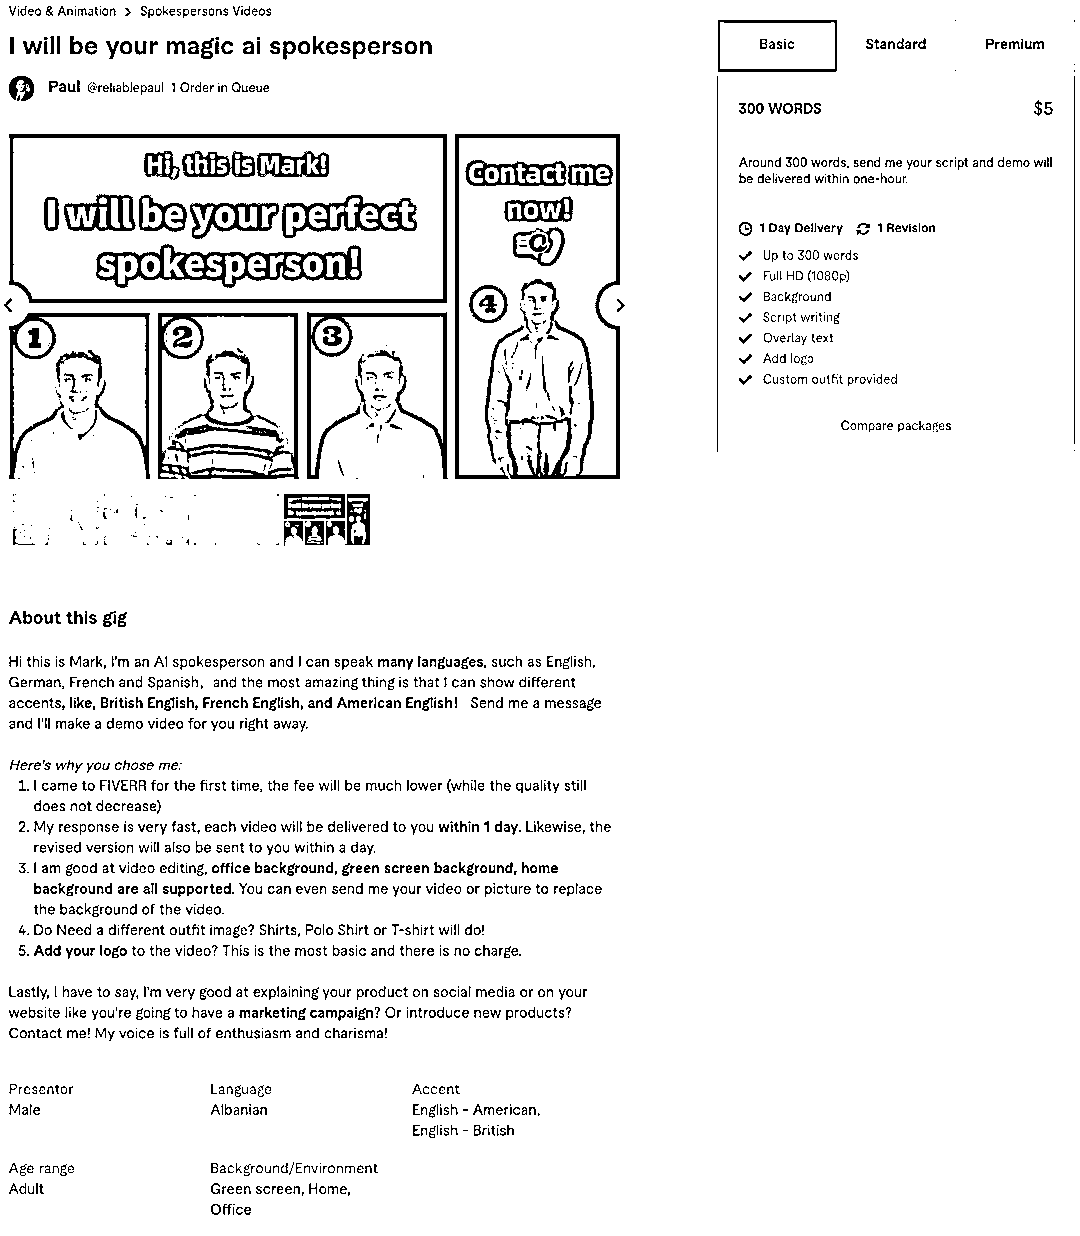 Video & Animation > Spokespersons Videos
I will be your magic ai spokesperson
Paul @reliablepaul 1 Order in Queue
Hi, this is Mark!
I will be your perfect
spokesperson!
Contact me
now!
1
2
3
4
Basic
Standard
Premium
300 WORDS
$5
Around 300 words, send me your script and demo will
be delivered within one-hour.
1 Day Delivery
1 Revision
Up to 300 words
Full HD (1080p)
Background
Script writing
Overlay text
Add logo
Custom outfit provided
Compare packages
About this gig
Hi this is Mark, I'm an AI spokesperson and I can speak many languages, such as English,
German, French and Spanish, and the most amazing thing is that I can show different
accents, like, British English, French English, and American English! Send me a message
and I'll make a demo video for you right away.
Here's why you chose me:
1. I came to FIVERR for the first time, the fee will be much lower (while the quality still
does not decrease)
2. My response is very fast, each video will be delivered to you within 1 day. Likewise, the
revised version will also be sent to you within a day.
3. I am good at video editing, office background, green screen background, home
background are all supported. You can even send me your video or picture to replace
the background of the video.
4. Do Need a different outfit image? Shirts, Polo Shirt or T-shirt will do!
5. Add your logo to the video? This is the most basic and there is no charge.
Lastly, I have to say, I'm very good at explaining your product on social media or on your
website like you're going to have a marketing campaign? Or introduce new products?
Contact me! My voice is full of enthusiasm and charisma!
Presenter
Male
Language
Albanian
Accent
English - American,
English - British
Age range
Adult
Background/Environment
Green screen, Home,
Office